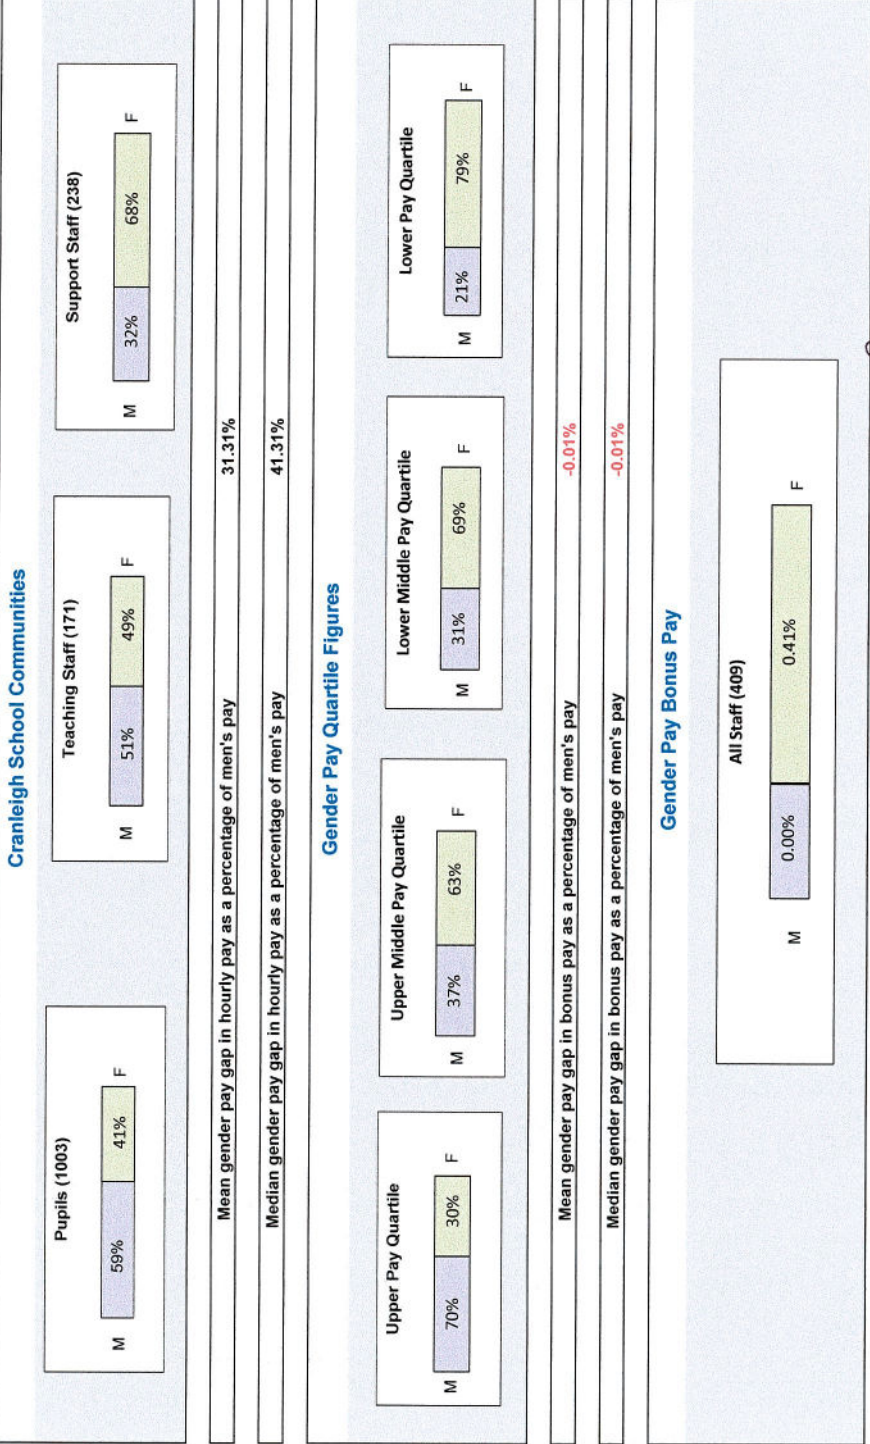 Cranleigh School Communities
Pupils (1003)
M 59% 41% F
Teaching Staff (171)
M 51% 49% F
Support Staff (238)
M 32% 68% F
Mean gender pay gap in hourly pay as a percentage of men's pay 31.31%
Median gender pay gap in hourly pay as a percentage of men's pay 41.31%
Gender Pay Quartile Figures
Upper Pay Quartile
M 70% 30% F
Upper Middle Pay Quartile
M 37% 63% F
Lower Middle Pay Quartile
M 31% 69% F
Lower Pay Quartile
M 21% 79% F
Mean gender pay gap in bonus pay as a percentage of men's pay -0.01%
Median gender pay gap in bonus pay as a percentage of men's pay -0.01%
Gender Pay Bonus Pay
All Staff (409)
M 0.00% 0.41% F